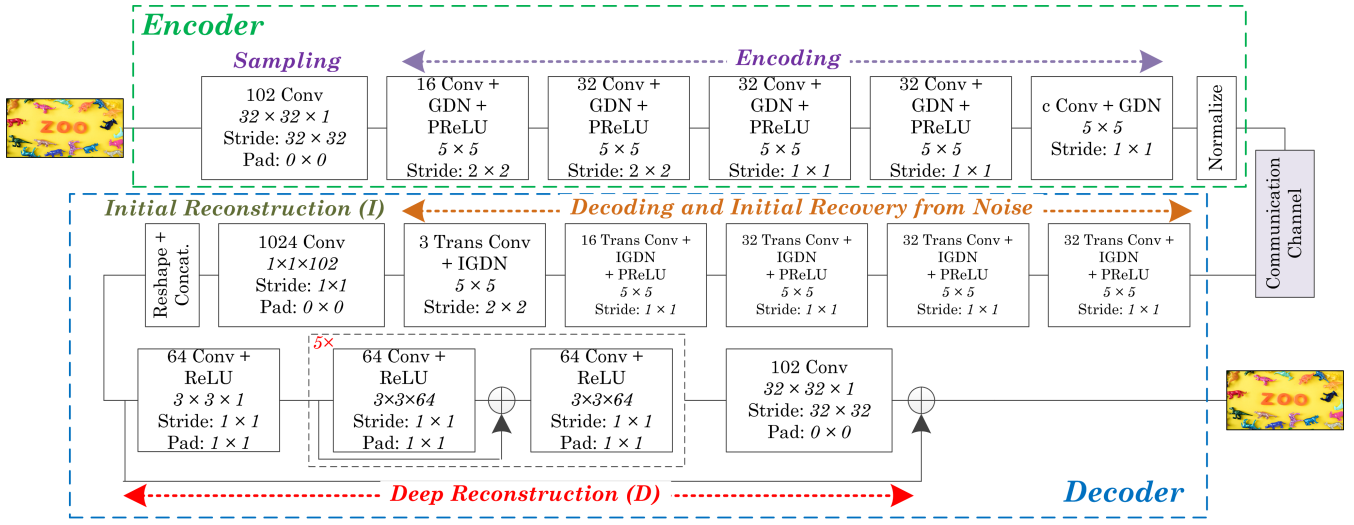 Encoder
Sampling
Encoding
ZOO
102 Conv
32 × 32 × 1
Stride: 32 × 32
Pad: 0 × 0
16 Conv +
GDN +
PReLU
5 × 5
Stride: 2 × 2
32 Conv +
GDN +
PReLU
5 × 5
Stride: 2 × 2
32 Conv +
GDN +
PReLU
5 × 5
Stride: 1 × 1
32 Conv +
GDN +
PReLU
5 × 5
Stride: 1 × 1
c Conv + GDN
5 × 5
Stride: 1 × 1
Normalize
Communication
Channel
Initial Reconstruction (I)
Decoding and Initial Recovery from Noise
Reshape +
Concat.
1024 Conv
1×1×102
Stride: 1×1
Pad: 0 × 0
3 Trans Conv
+ IGDN
5 × 5
Stride: 2 × 2
16 Trans Conv +
IGDN
+ PReLU
5 × 5
Stride: 1 × 1
32 Trans Conv +
IGDN
+ PReLU
5 × 5
Stride: 1 × 1
32 Trans Conv +
IGDN
+ PReLU
5 × 5
Stride: 1 × 1
32 Trans Conv +
IGDN
+ PReLU
5 × 5
Stride: 1 × 1
64 Conv +
ReLU
3 × 3 × 1
Stride: 1 × 1
Pad: 1 × 1
5×
64 Conv +
ReLU
3×3×64
Stride: 1 × 1
Pad: 1 × 1
64 Conv +
ReLU
3×3×64
Stride: 1 × 1
Pad: 1 × 1
102 Conv
32 × 32 × 1
Stride: 32 × 32
Pad: 0 × 0
ZOO
Deep Reconstruction (D)
Decoder